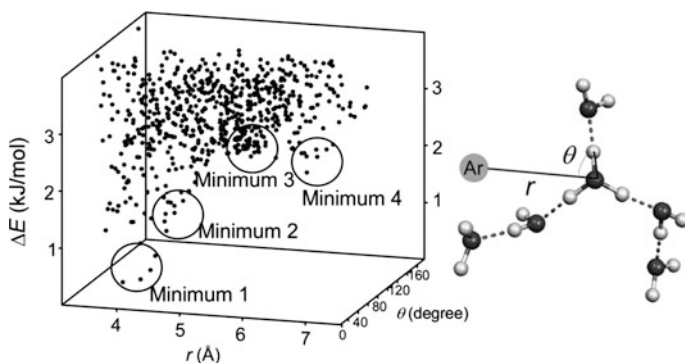 ΔE (kJ/mol)
3
2
1
3
2
1
Minimum 3
Minimum 4
Minimum 2
Minimum 1
4
5
6
7
r (Å)
0
40
80
120
160
θ (degree)
Ar
r
θ